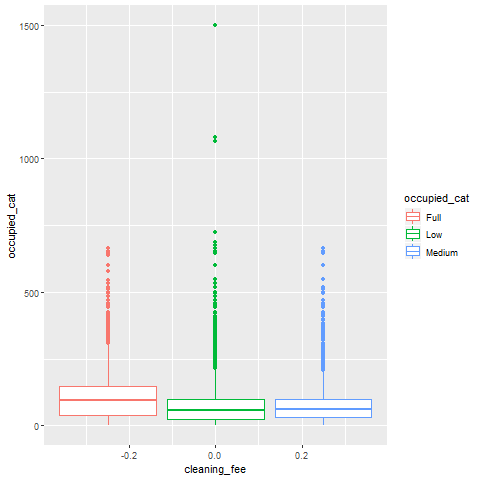 1500
1000
500
0
occupied_cat
-0.2
0.0
0.2
cleaning_fee
occupied_cat
Full
Low
Medium